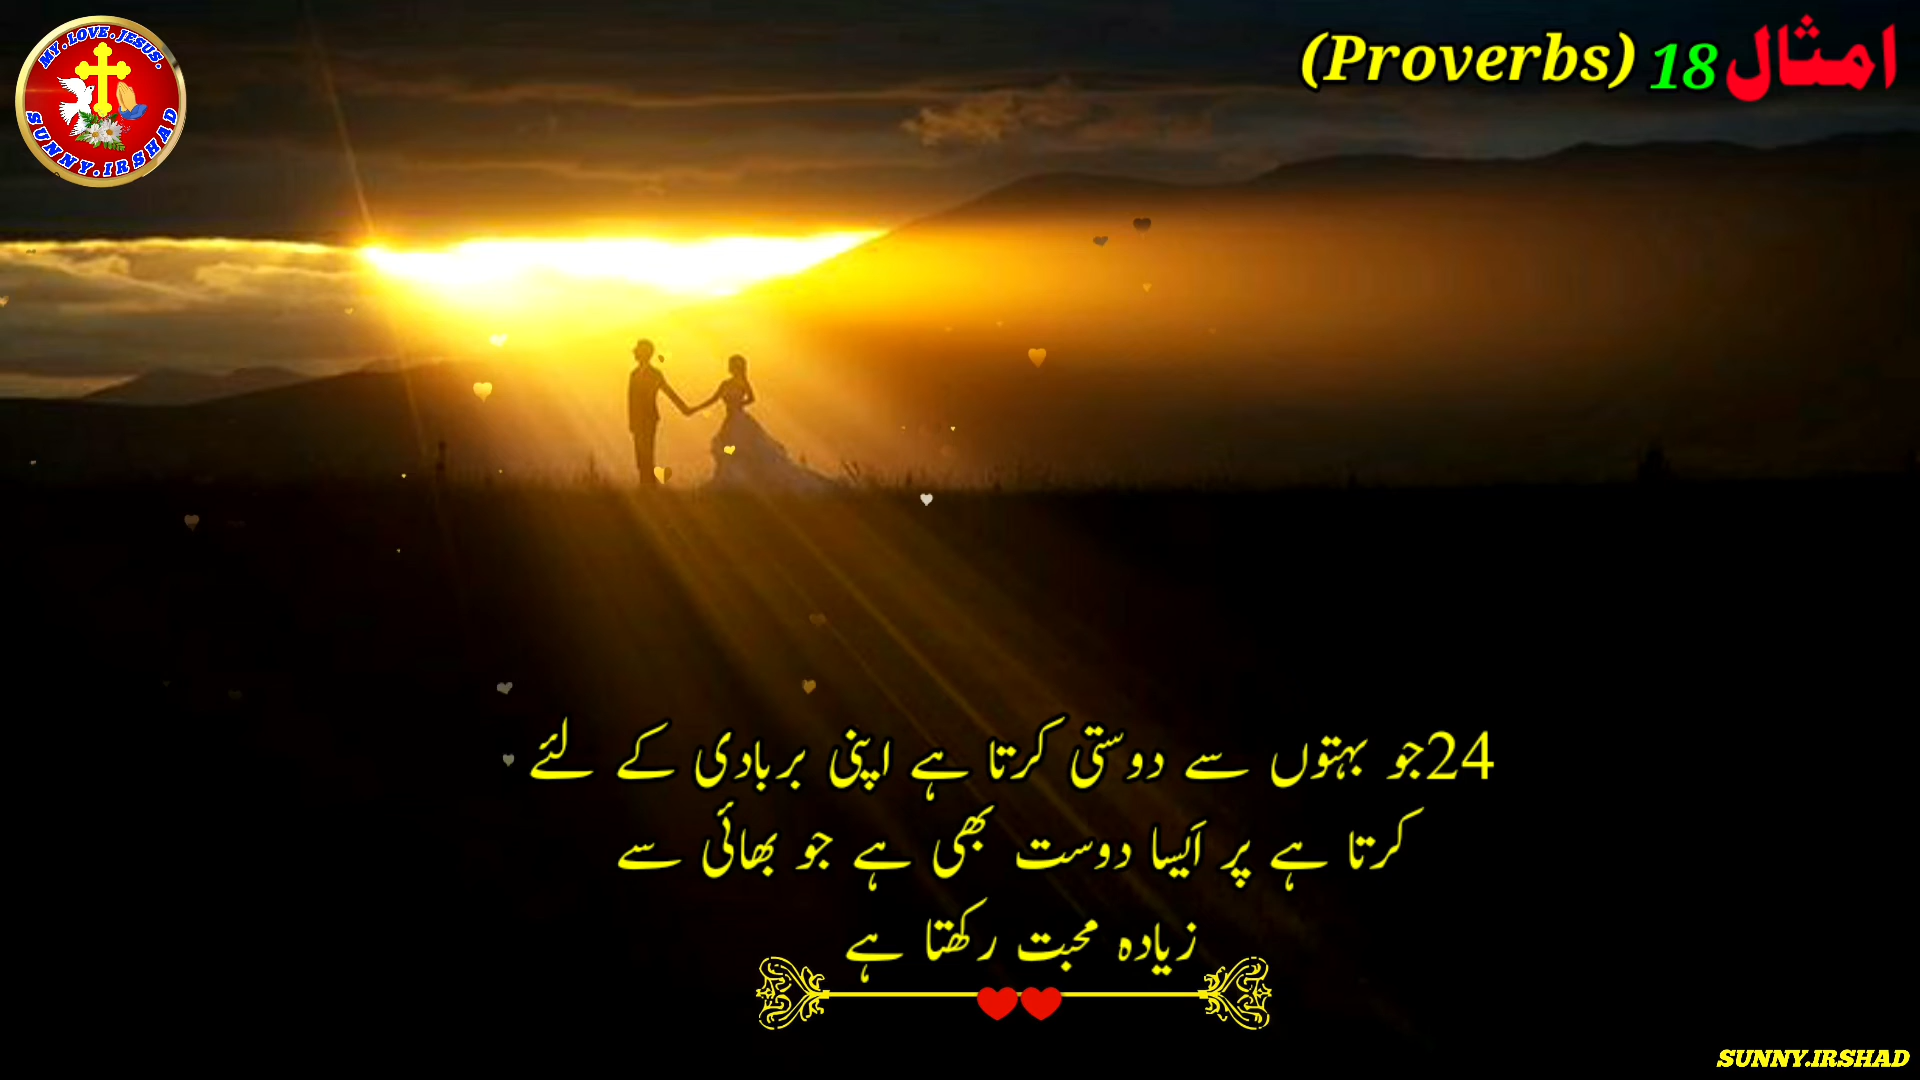 MY.LOVE.JESUS.
SUNNY.IRSHAD
امثال 18 (Proverbs)
24جو بہتوں سے دوستی کرتا ہے اپنی بربادی کے لئے
کرتا ہے پر اَیسا دوست بھی ہے جو بھائی سے
زیادہ محبت رکھتا ہے
SUNNY.IRSHAD